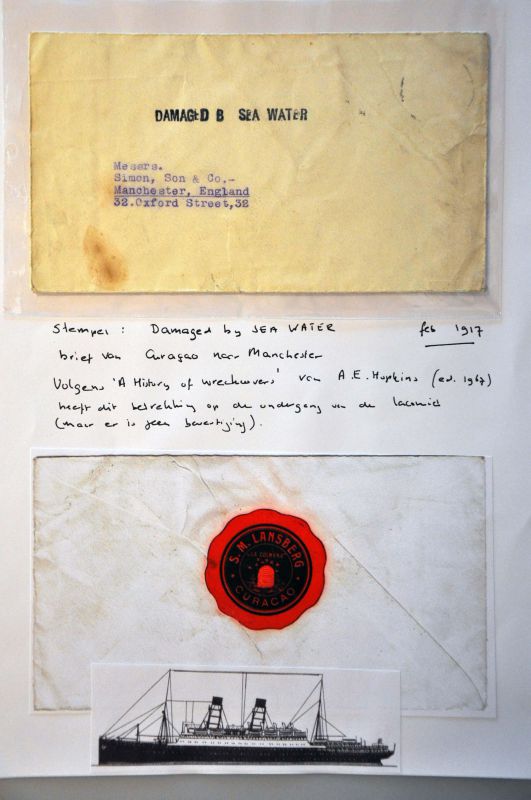 DAMAGED B SEA WATER
Messrs.
Simon, Son & Co.-
Manchester, England
32.Oxford Street,32
Stempel : Damaged by SEA WATER feb 1917
brief van Curaçao naar Manchester
Volgens 'A History of wreckcovers' van A.E. Hopkins (ed. 1967)
heeft dit betrekking op de ondergang van de Laconia
(maar er is geen bevestiging).
S. M. LANSBERG
CURACAO